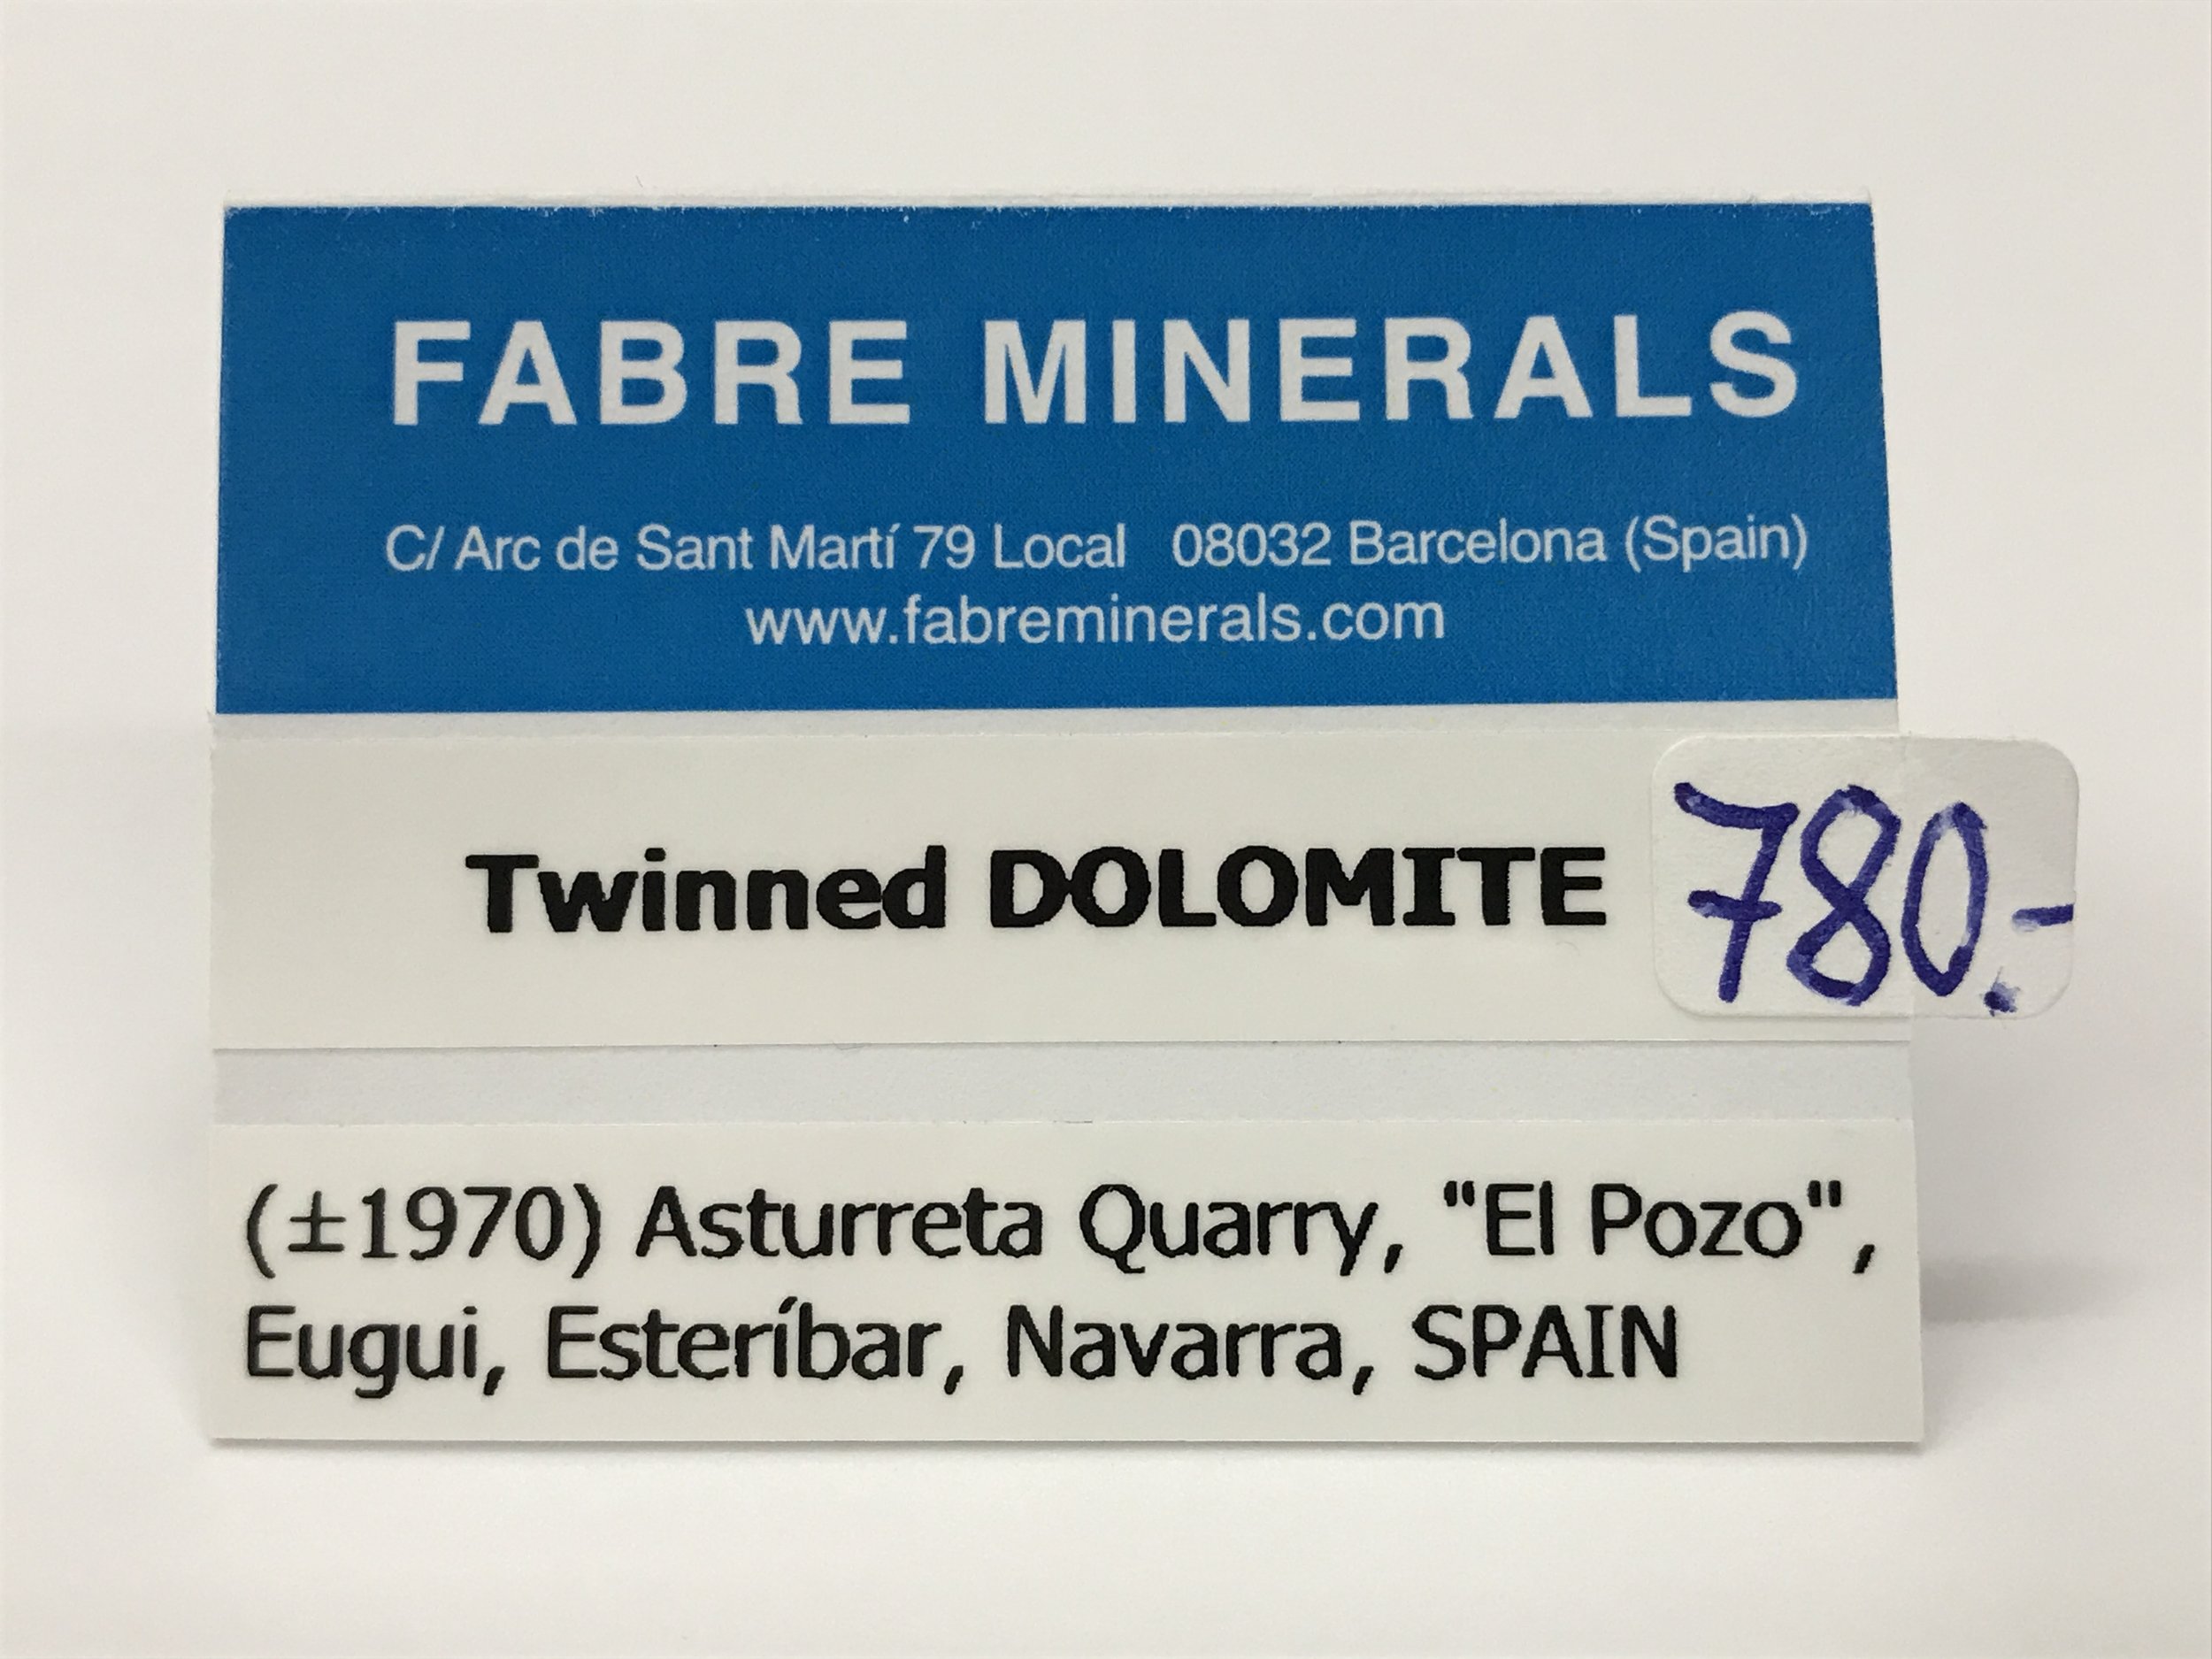 FABRE MINERALS
C/ Arc de Sant Martí 79 Local 08032 Barcelona (Spain)
www.fabreminerals.com
Twinned DOLOMITE
780.-
(±1970) Asturreta Quarry, "El Pozo",
Eugui, Esteríbar, Navarra, SPAIN